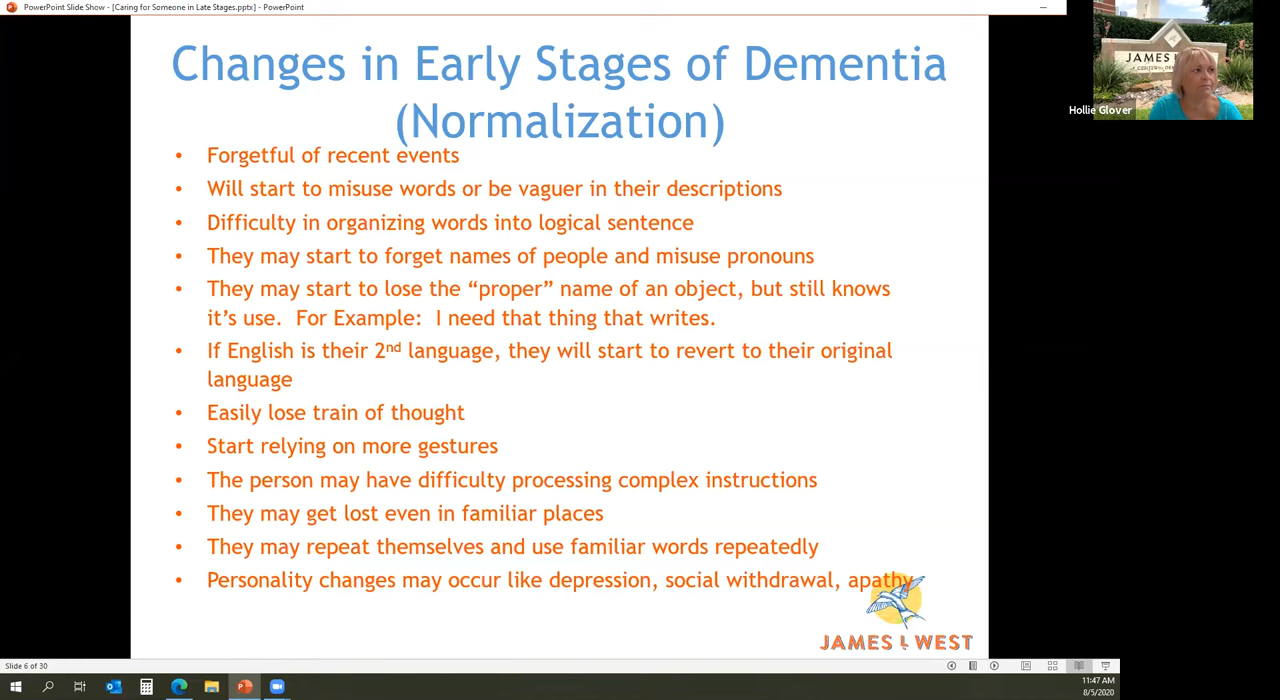 PowerPoint Slide Show - [Caring for Someone in Late Stages.pptx] - PowerPoint
Changes in Early Stages of Dementia
(Normalization)
• Forgetful of recent events
• Will start to misuse words or be vaguer in their descriptions
• Difficulty in organizing words into logical sentence
• They may start to forget names of people and misuse pronouns
• They may start to lose the “proper” name of an object, but still knows
it’s use. For Example: I need that thing that writes.
• If English is their 2nd language, they will start to revert to their original
language
• Easily lose train of thought
• Start relying on more gestures
• The person may have difficulty processing complex instructions
• They may get lost even in familiar places
• They may repeat themselves and use familiar words repeatedly
• Personality changes may occur like depression, social withdrawal, apathy
JAMES L WEST
JAMES
Hollie Glover
Slide 6 of 30
11:47 AM
8/5/2020